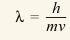 λ = h/mv